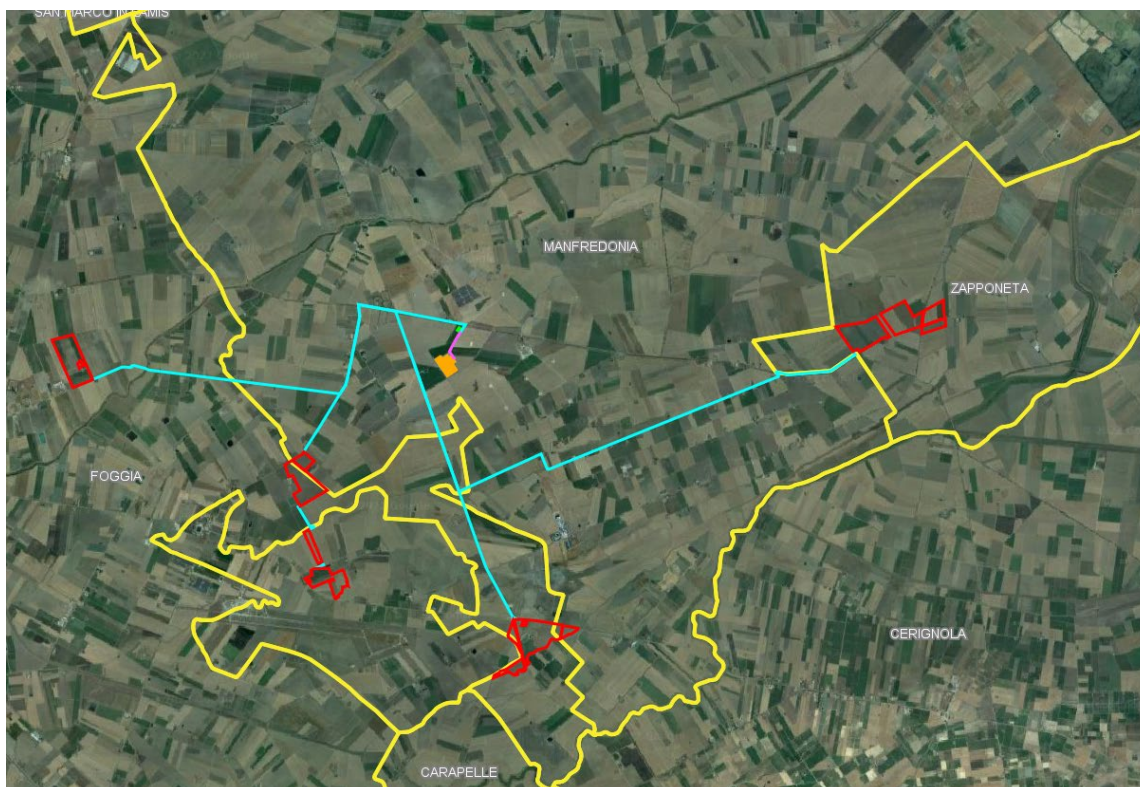 SAN MARCO IN LAMIS
MANFREDONIA
ZAPPONETA
FOGGIA
CERIGNOLA
CARAPELLE